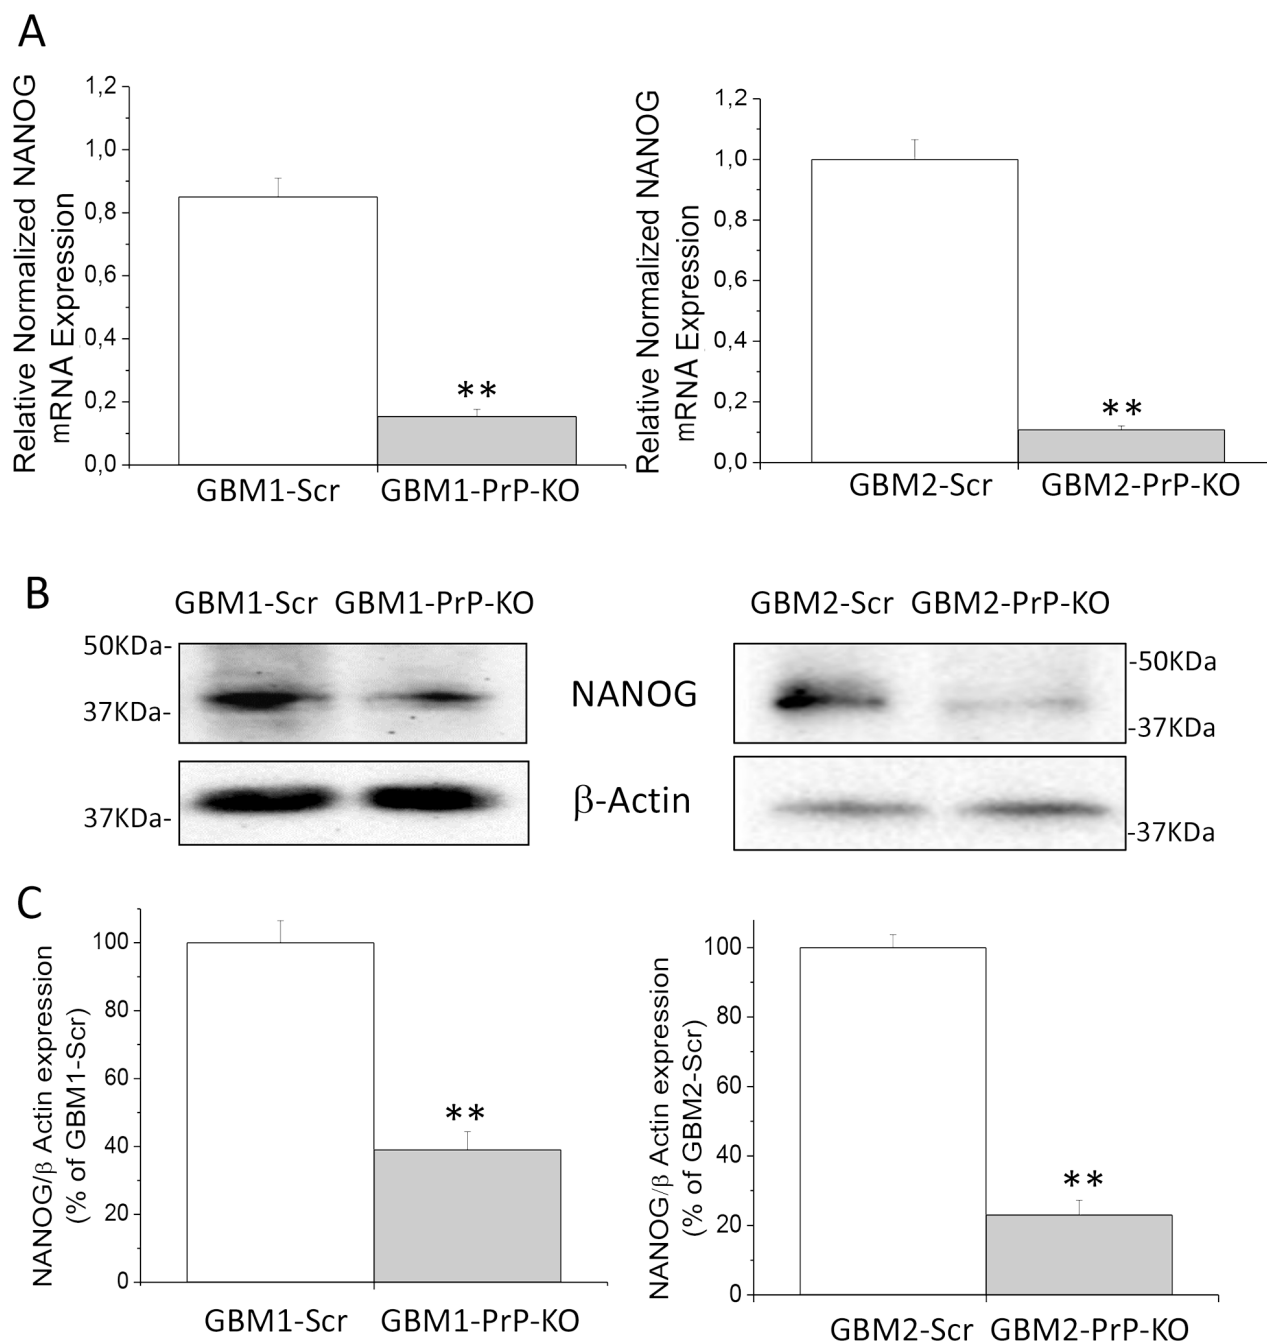 A
Relative Normalized NANOG
mRNA Expression
1,2
1,0
0,8
0,6
0,4
0,2
0,0
**
GBM1-Scr GBM1-PrP-KO
Relative Normalized NANOG
mRNA Expression
1,2
1,0
0,8
0,6
0,4
0,2
0,0
**
GBM2-Scr GBM2-PrP-KO
B
GBM1-Scr GBM1-PrP-KO
GBM2-Scr GBM2-PrP-KO
50KDa-
37KDa-
NANOG
-50KDa
-37KDa
37KDa-
β-Actin
-37KDa
C
NANOG/β Actin expression
(% of GBM1-Scr)
100
80
60
40
20
0
**
GBM1-Scr GBM1-PrP-KO
NANOG/β Actin expression
(% of GBM2-Scr)
100
80
60
40
20
0
**
GBM2-Scr GBM2-PrP-KO